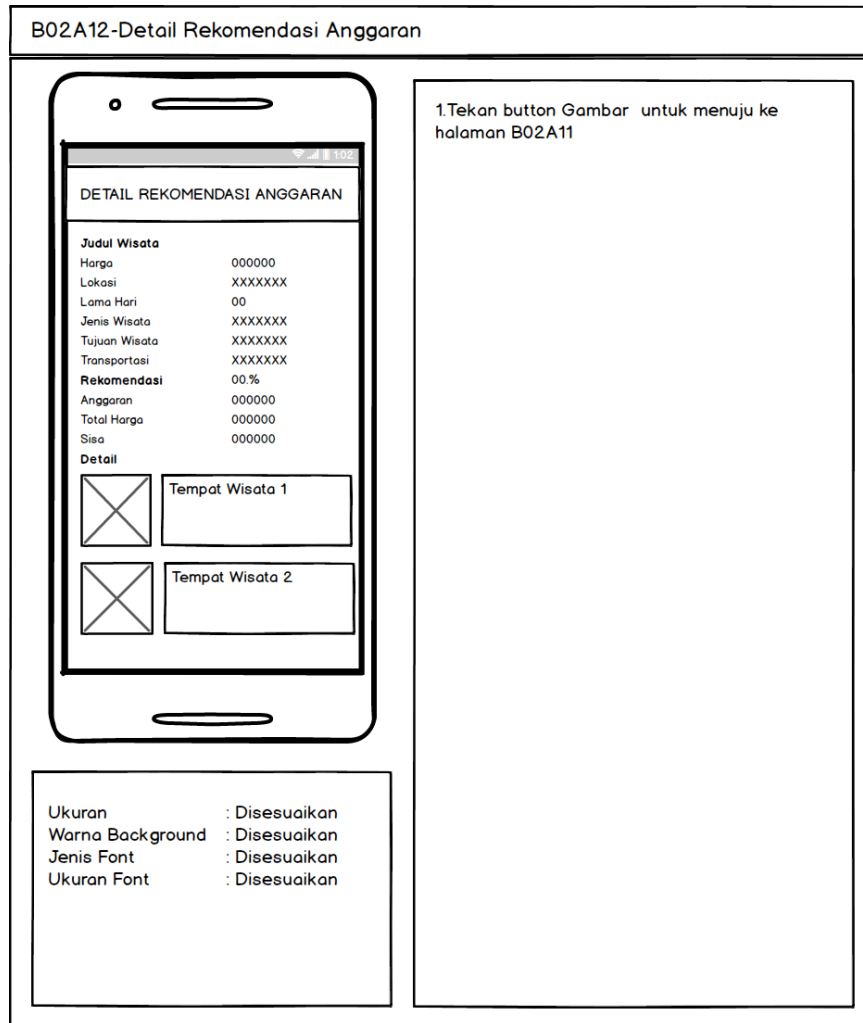 B02A12-Detail Rekomendasi Anggaran
1:02
DETAIL REKOMENDASI ANGGARAN
Judul Wisata
Harga 000000
Lokasi XXXXXXX
Lama Hari 00
Jenis Wisata XXXXXXX
Tujuan Wisata XXXXXXX
Transportasi XXXXXXX
Rekomendasi 00.%
Anggaran 000000
Total Harga 000000
Sisa 000000
Detail
Tempat Wisata 1
Tempat Wisata 2
Ukuran : Disesuaikan
Warna Background : Disesuaikan
Jenis Font : Disesuaikan
Ukuran Font : Disesuaikan
1.Tekan button Gambar untuk menuju ke
halaman B02A11